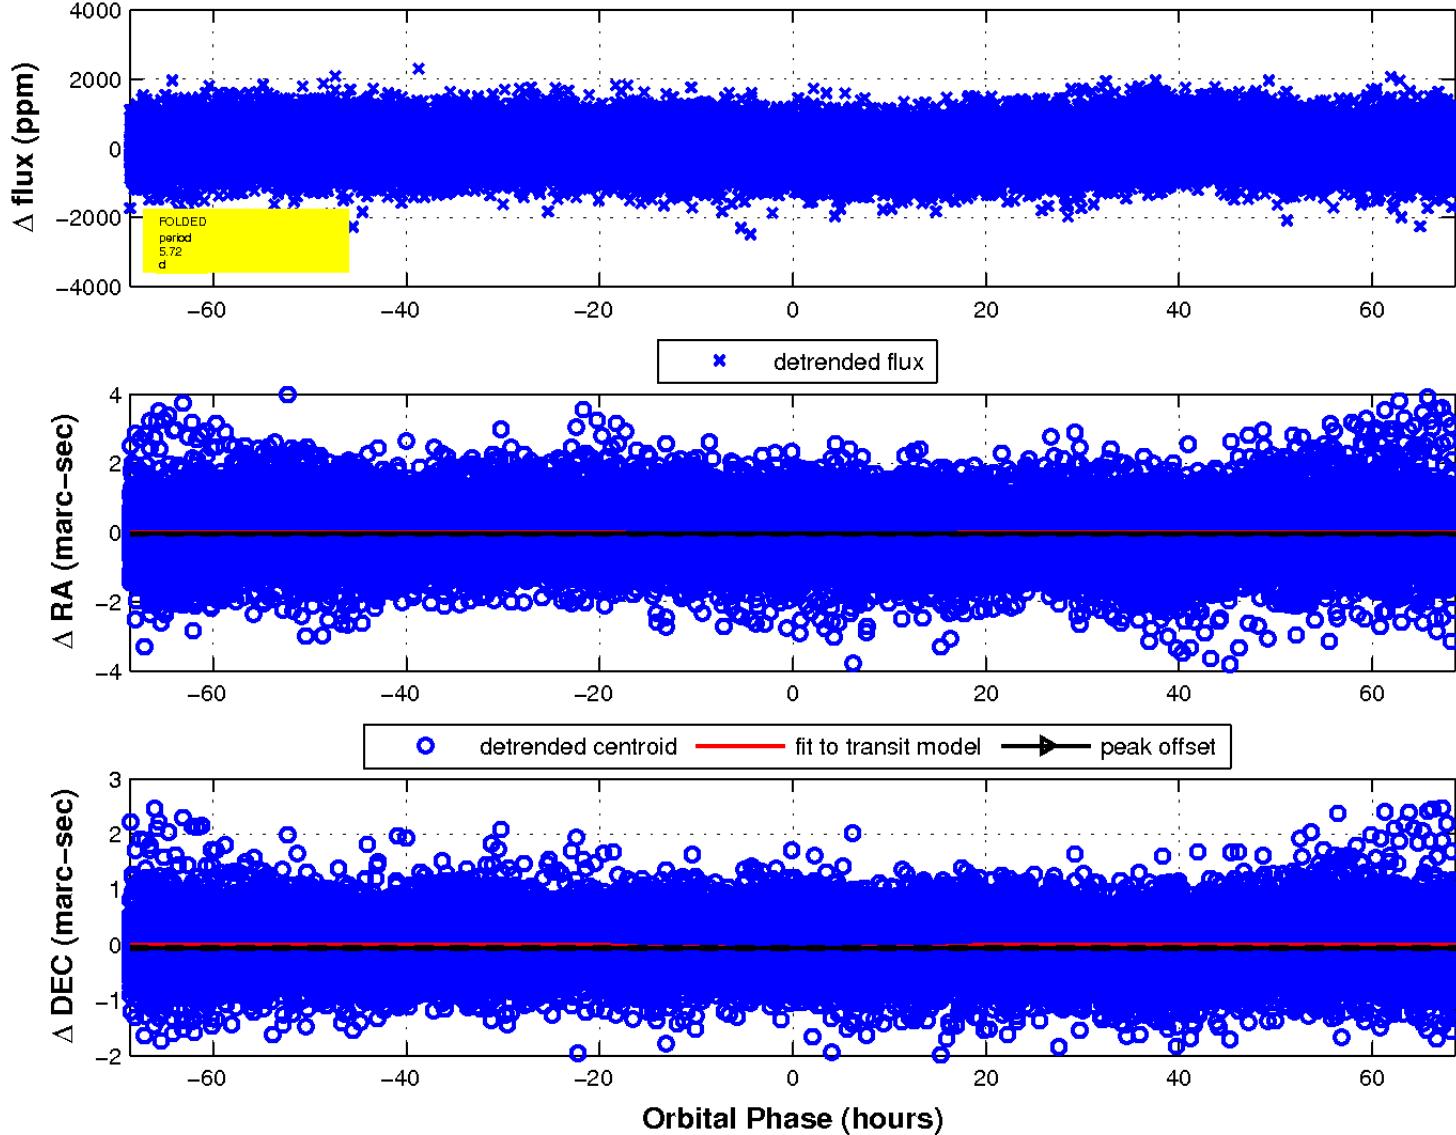 4000
2000
0
−2000
−4000
Δ flux (ppm)
FOLDED
period
5.72
d
−60 −40 −20 0 20 40 60
detrended flux
4
2
0
−2
−4
Δ RA (marc−sec)
−60 −40 −20 0 20 40 60
detrended centroid fit to transit model peak offset
3
2
1
0
−1
−2
Δ DEC (marc−sec)
−60 −40 −20 0 20 40 60
Orbital Phase (hours)